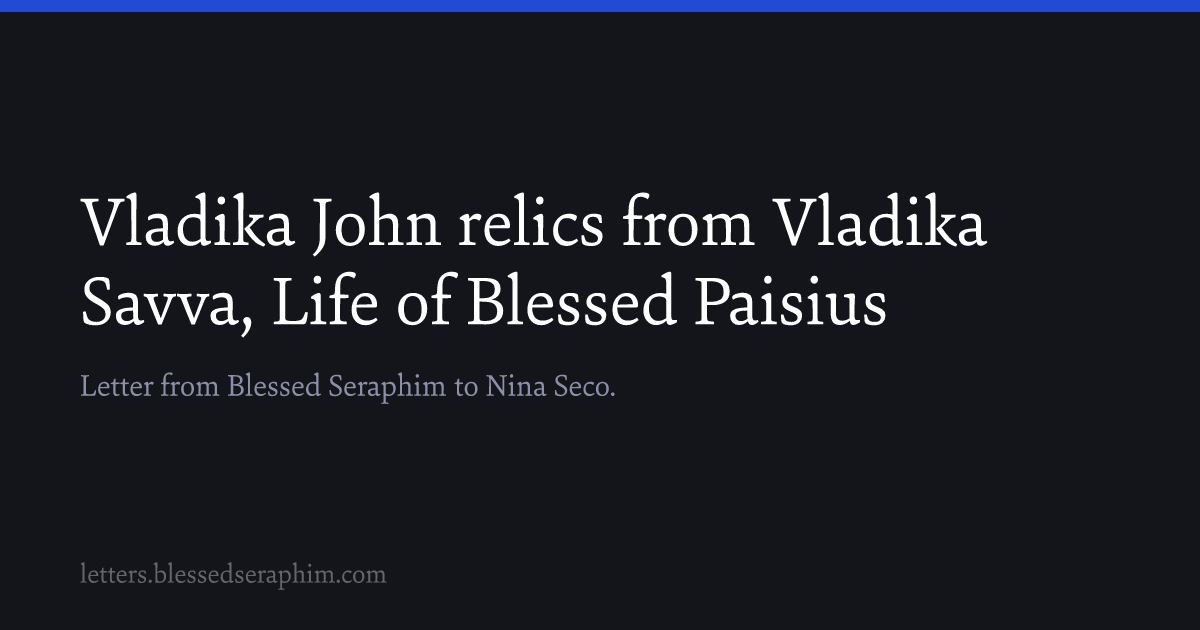 Vladika John relics from Vladika
Savva, Life of Blessed Paisius
Letter from Blessed Seraphim to Nina Seco.
letters.blessedseraphim.com